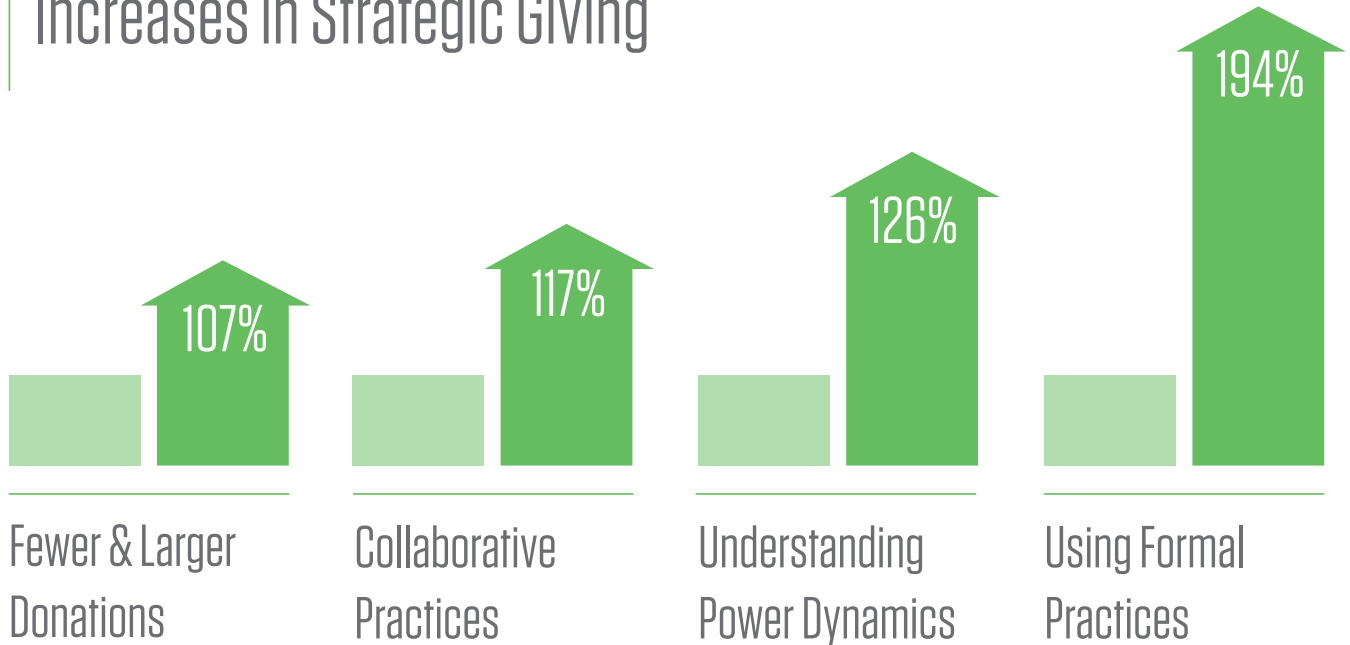 Increases in Strategic Giving
194%
126%
117%
107%
Fewer & Larger
Donations
Collaborative
Practices
Understanding
Power Dynamics
Using Formal
Practices